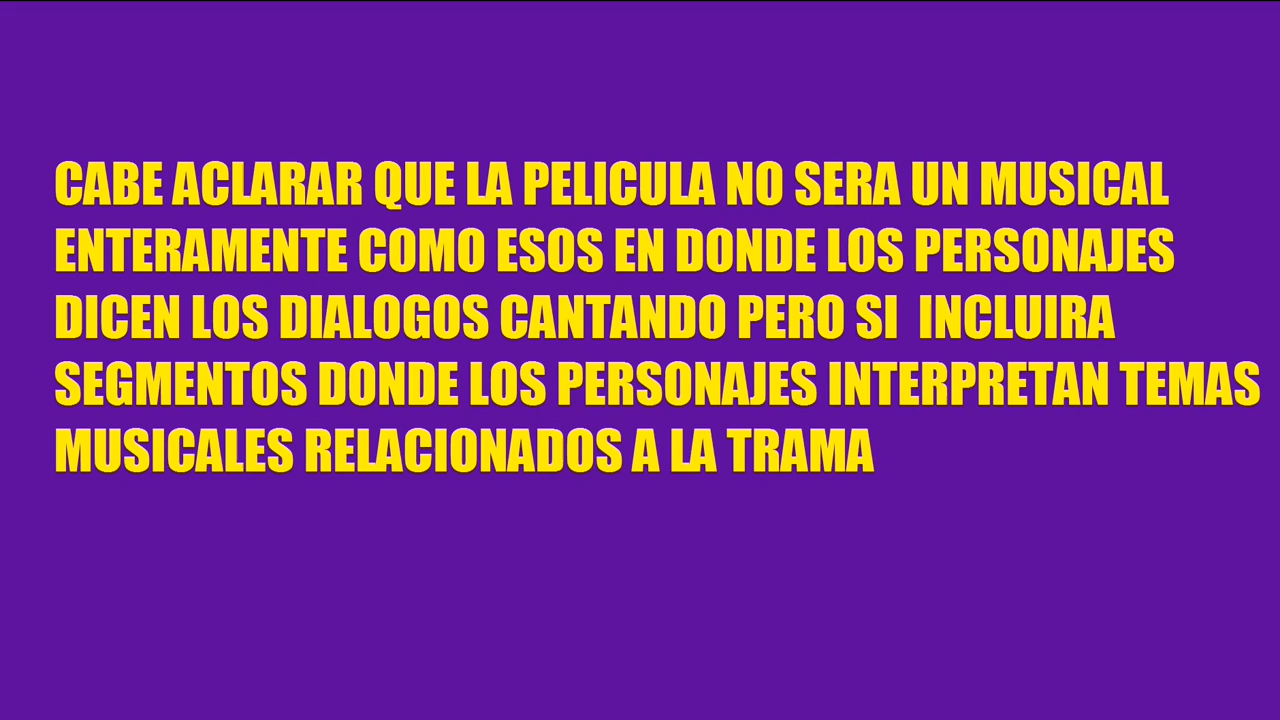 CABE ACLARAR QUE LA PELICULA NO SERA UN MUSICAL
ENTERAMENTE COMO ESOS EN DONDE LOS PERSONAJES
DICEN LOS DIALOGOS CANTANDO PERO SI  INCLUIRA
SEGMENTOS DONDE LOS PERSONAJES INTERPRETAN TEMAS
MUSICALES RELACIONADOS A LA TRAMA